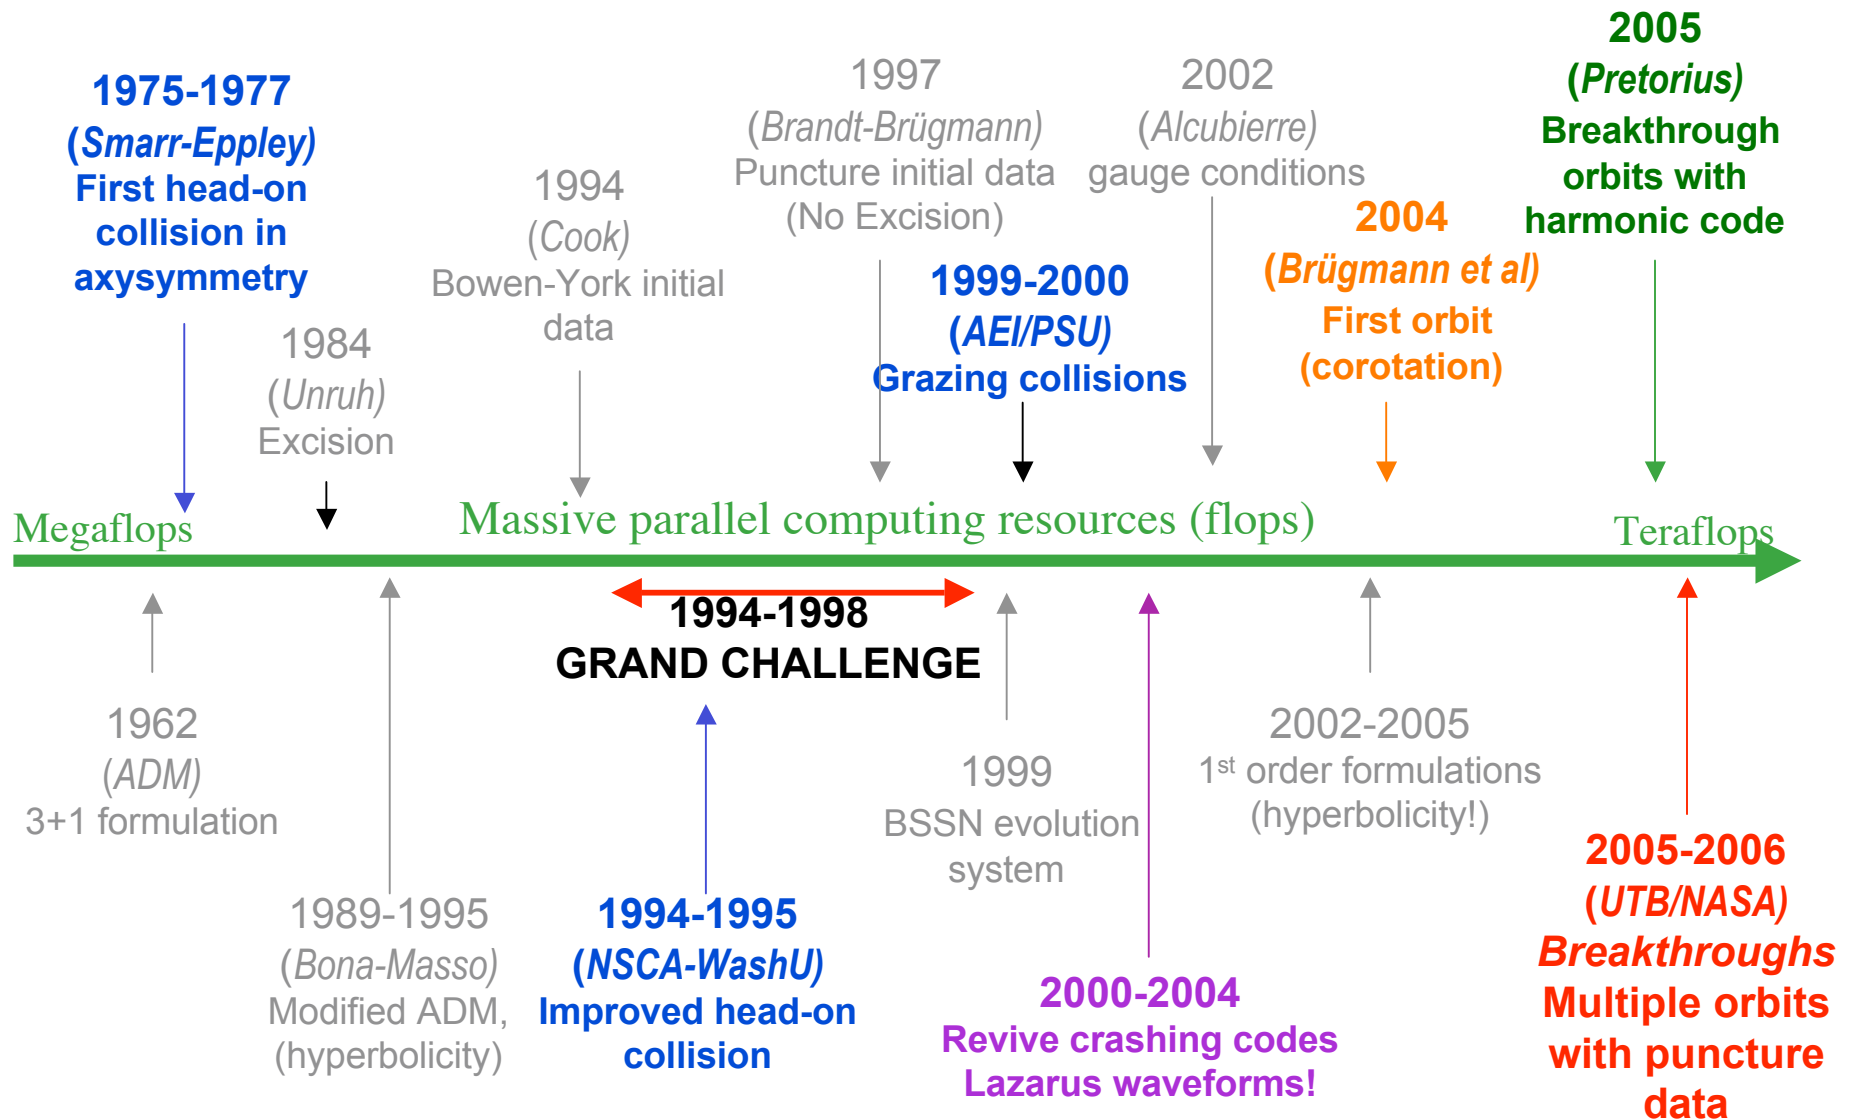 1975-1977
(Smarr-Eppley)
First head-on
collision in
axysymmetry
1984
(Unruh)
Excision
1994
(Cook)
Bowen-York initial
data
1997
(Brandt-Brügmann)
Puncture initial data
(No Excision)
1999-2000
(AEI/PSU)
Grazing collisions
2002
(Alcubierre)
gauge conditions
2004
(Brügmann et al)
First orbit
(corotation)
2005
(Pretorius)
Breakthrough
orbits with
harmonic code
Megaflops
Massive parallel computing resources (flops)
Teraflops
1962
(ADM)
3+1 formulation
1989-1995
(Bona-Masso)
Modified ADM,
(hyperbolicity)
1994-1998
GRAND CHALLENGE
1994-1995
(NSCA-WashU)
Improved head-on
collision
1999
BSSN evolution
system
2000-2004
Revive crashing codes
Lazarus waveforms!
2002-2005
1st order formulations
(hyperbolicity!)
2005-2006
(UTB/NASA)
Breakthroughs
Multiple orbits
with puncture
data